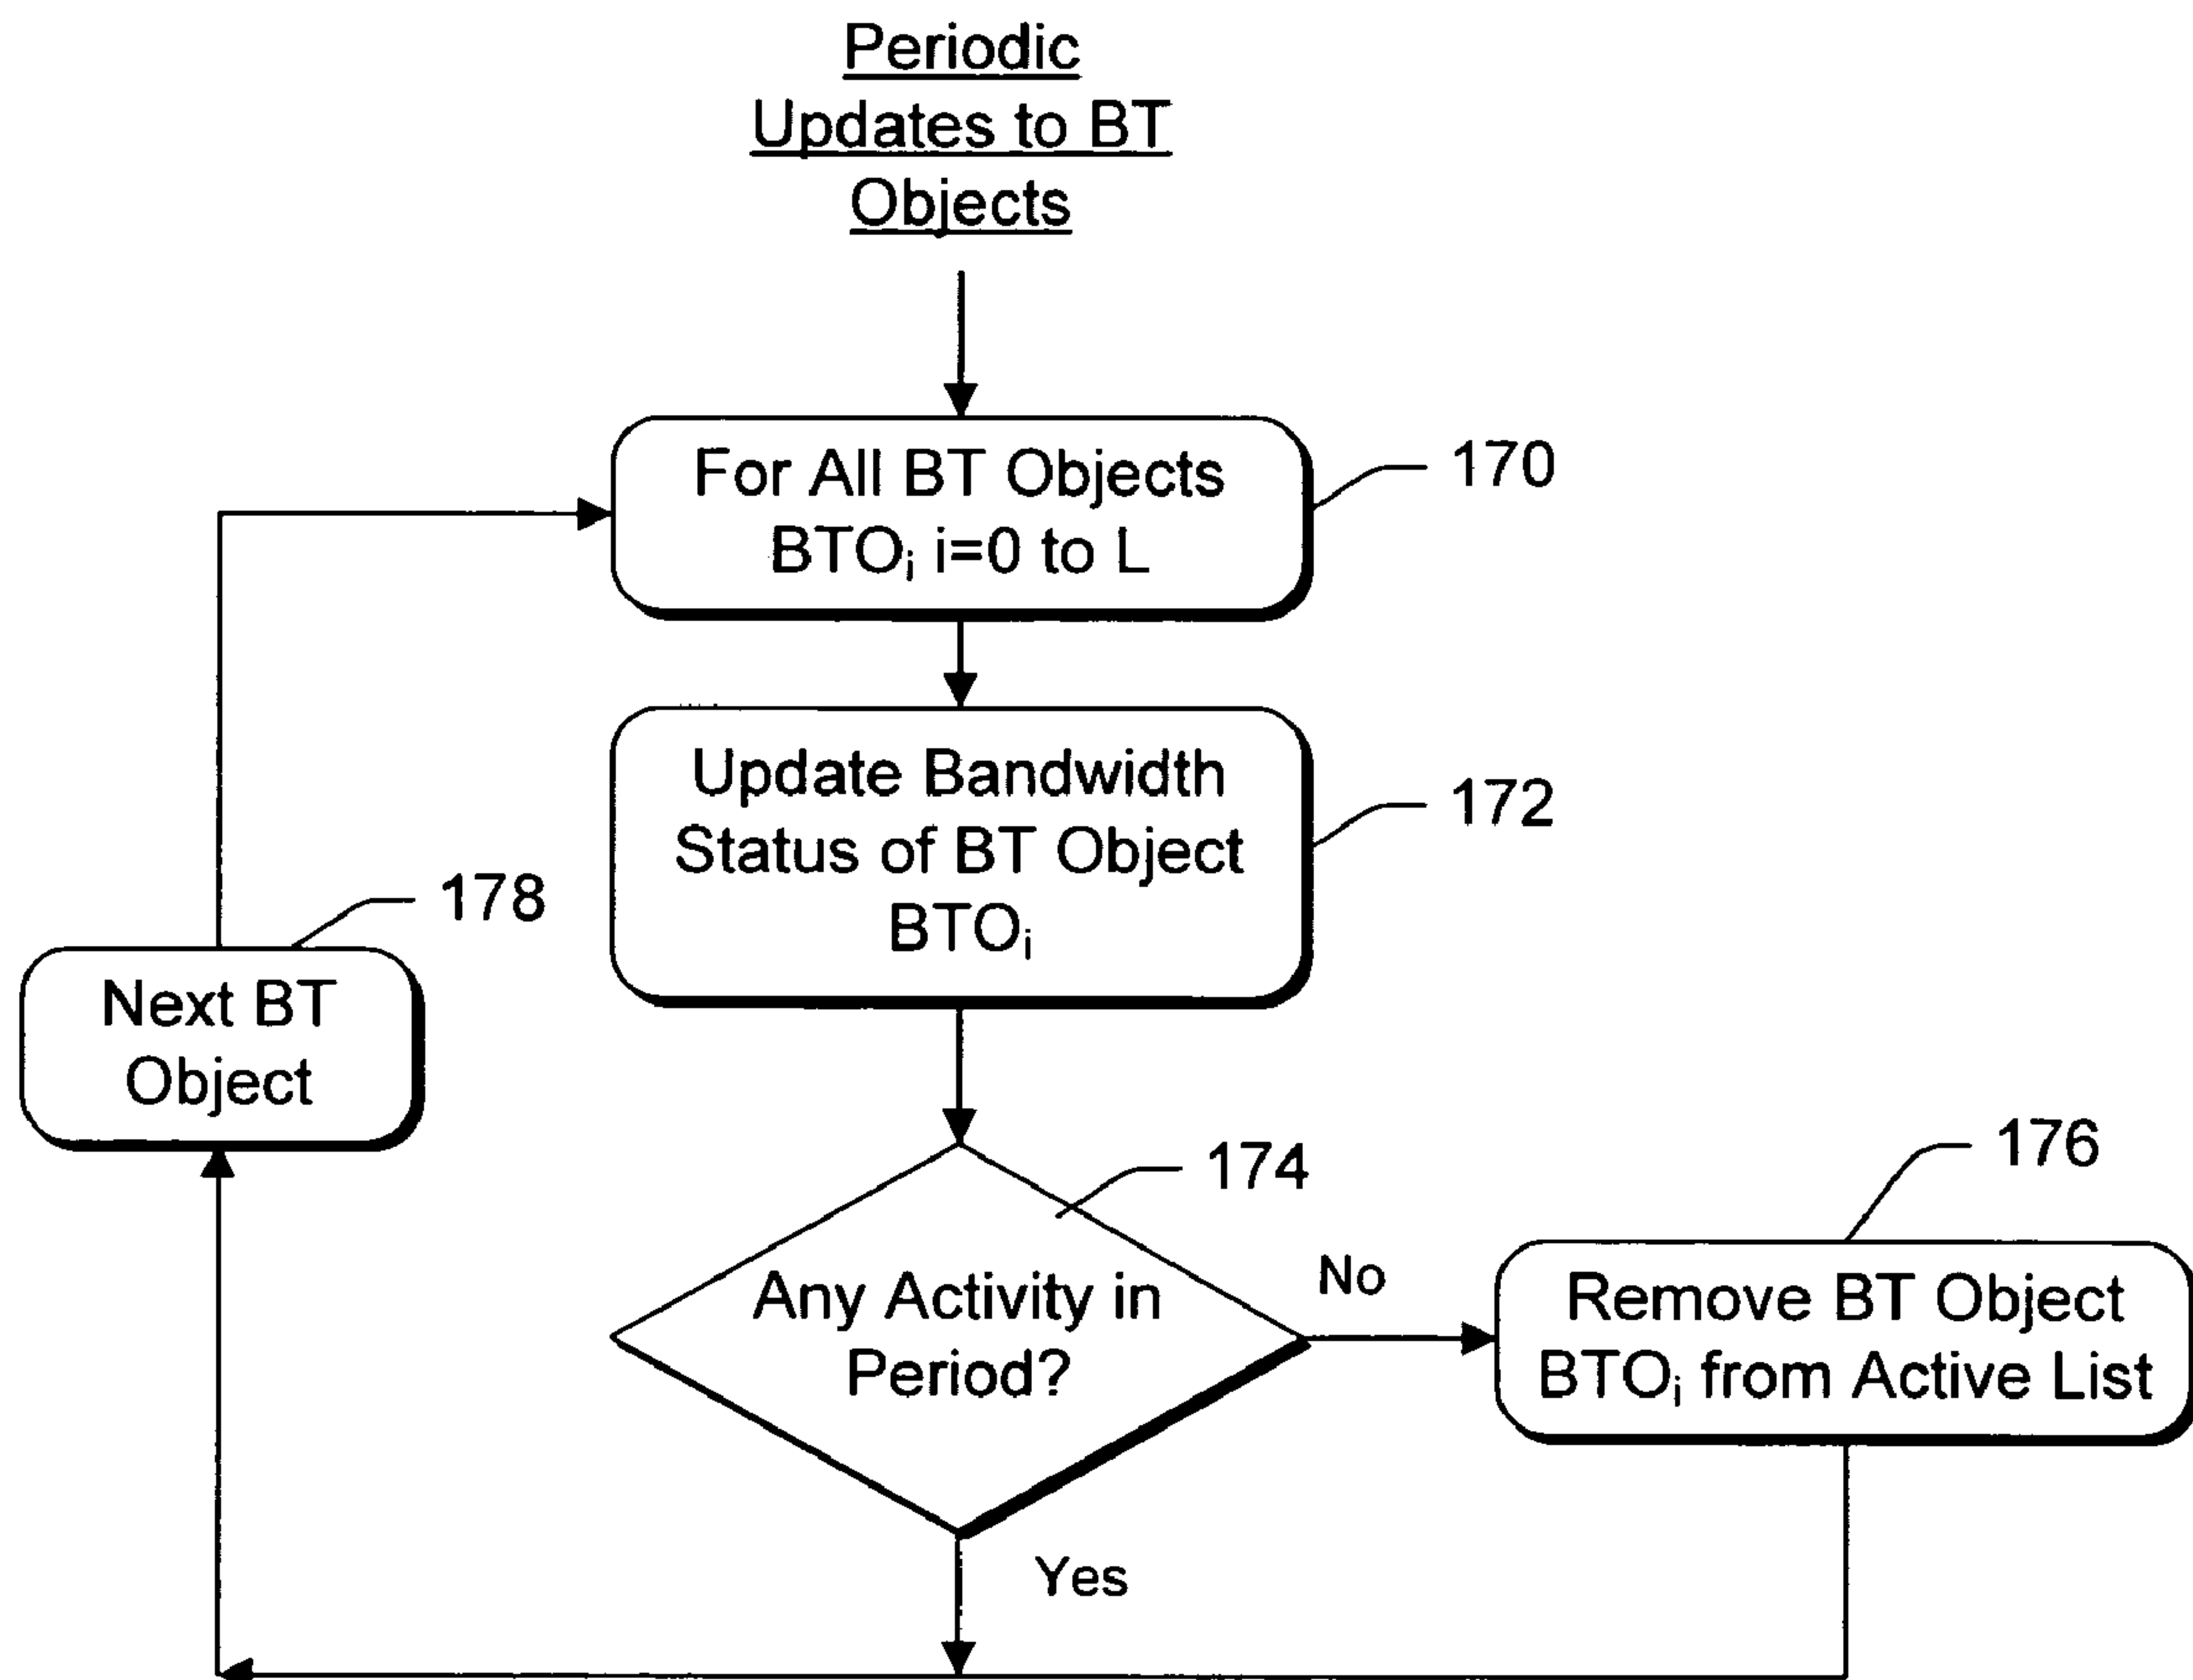 Periodic
Updates to BT
Objects
For All BT Objects
BTOᵢ i=0 to L
170
Update Bandwidth
Status of BT Object
BTOᵢ
172
178
Next BT
Object
174
Any Activity in
Period?
No
176
Remove BT Object
BTOᵢ from Active List
Yes